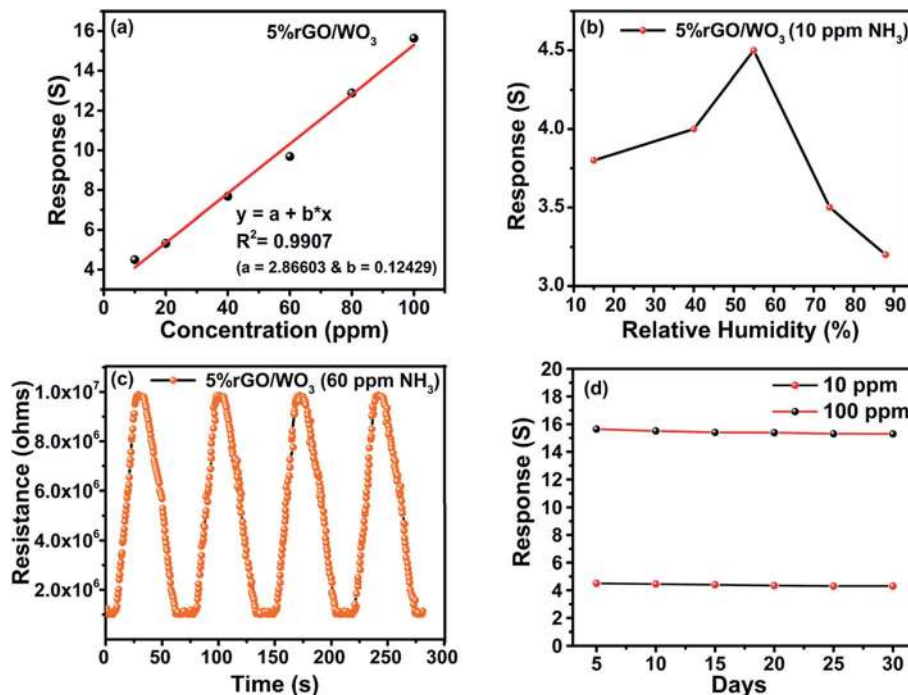 (a)
5%rGO/WO₃
16
14
12
10
8
6
4
Response (S)
y = a + b*x
R²= 0.9907
(a = 2.86603 & b = 0.12429)
0 20 40 60 80 100
Concentration (ppm)
(b)
5%rGO/WO₃ (10 ppm NH₃)
4.5
4.0
3.5
3.0
Response (S)
10 20 30 40 50 60 70 80 90
Relative Humidity (%)
(c)
5%rGO/WO₃ (60 ppm NH₃)
1.0x10⁷
8.0x10⁶
6.0x10⁶
4.0x10⁶
2.0x10⁶
Resistance (ohms)
0 50 100 150 200 250 300
Time (s)
(d)
10 ppm
100 ppm
20
18
16
14
12
10
8
6
4
2
0
Response (S)
5 10 15 20 25 30
Days